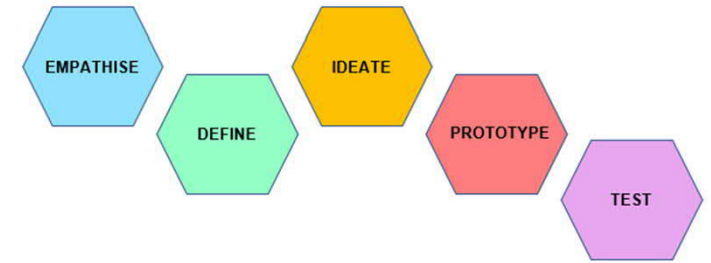 EMPATHISE
DEFINE
IDEATE
PROTOTYPE
TEST